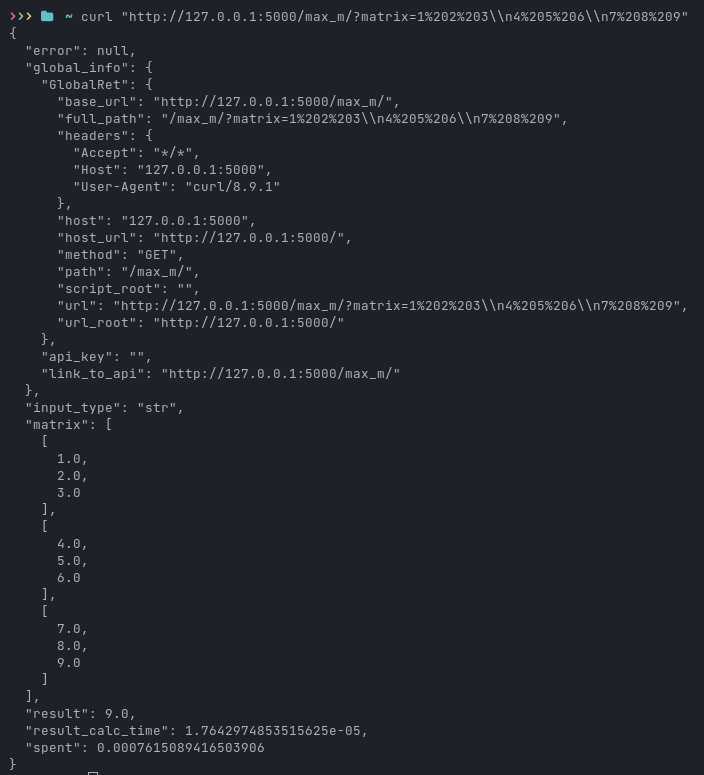 ❯❯❯ ~ curl "http://127.0.0.1:5000/max_m/?matrix=1%202%203\\n4%205%206\\n7%208%209"
{
  "error": null,
  "global_info": {
    "GlobalRet": {
      "base_url": "http://127.0.0.1:5000/max_m/",
      "full_path": "/max_m/?matrix=1%202%203\\n4%205%206\\n7%208%209",
      "headers": {
        "Accept": "*/*",
        "Host": "127.0.0.1:5000",
        "User-Agent": "curl/8.9.1"
      },
      "host": "127.0.0.1:5000",
      "host_url": "http://127.0.0.1:5000/",
      "method": "GET",
      "path": "/max_m/",
      "script_root": "",
      "url": "http://127.0.0.1:5000/max_m/?matrix=1%202%203\\n4%205%206\\n7%208%209",
      "url_root": "http://127.0.0.1:5000/"
    },
    "api_key": "",
    "link_to_api": "http://127.0.0.1:5000/max_m/"
  },
  "input_type": "str",
  "matrix": [
    [
      1.0,
      2.0,
      3.0
    ],
    [
      4.0,
      5.0,
      6.0
    ],
    [
      7.0,
      8.0,
      9.0
    ]
  ],
  "result": 9.0,
  "result_calc_time": 1.7642974853515625e-05,
  "spent": 0.0007615089416503906
}